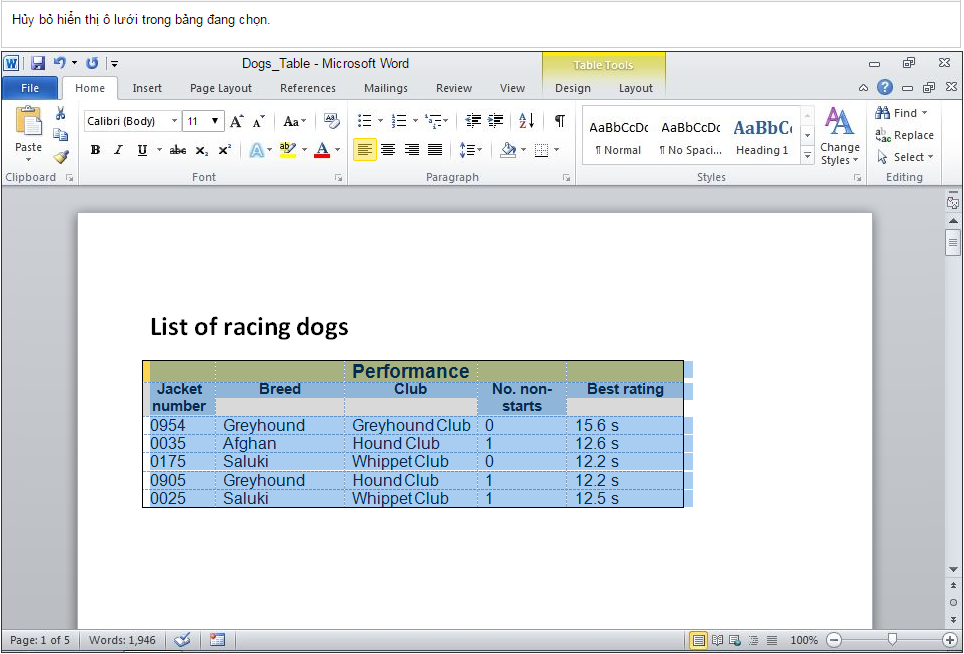 Hủy bỏ hiển thị ô lưới trong bảng đang chọn.
Dogs_Table - Microsoft Word
Table Tools
File Home Insert Page Layout References Mailings Review View Design Layout
Calibri (Body) 11
Paste
AaBbCcDc AaBbCcDc AaBbC
¶ Normal ¶ No Spaci... Heading 1
Change
Styles
Find
Replace
Select
Clipboard Font Paragraph Styles Editing
List of racing dogs
Performance
Jacket number Breed Club No. non-starts Best rating
0954 Greyhound Greyhound Club 0 15.6 s
0035 Afghan Hound Club 1 12.6 s
0175 Saluki Whippet Club 0 12.2 s
0905 Greyhound Hound Club 1 12.2 s
0025 Saluki Whippet Club 1 12.5 s
Page: 1 of 5 Words: 1,946 100%